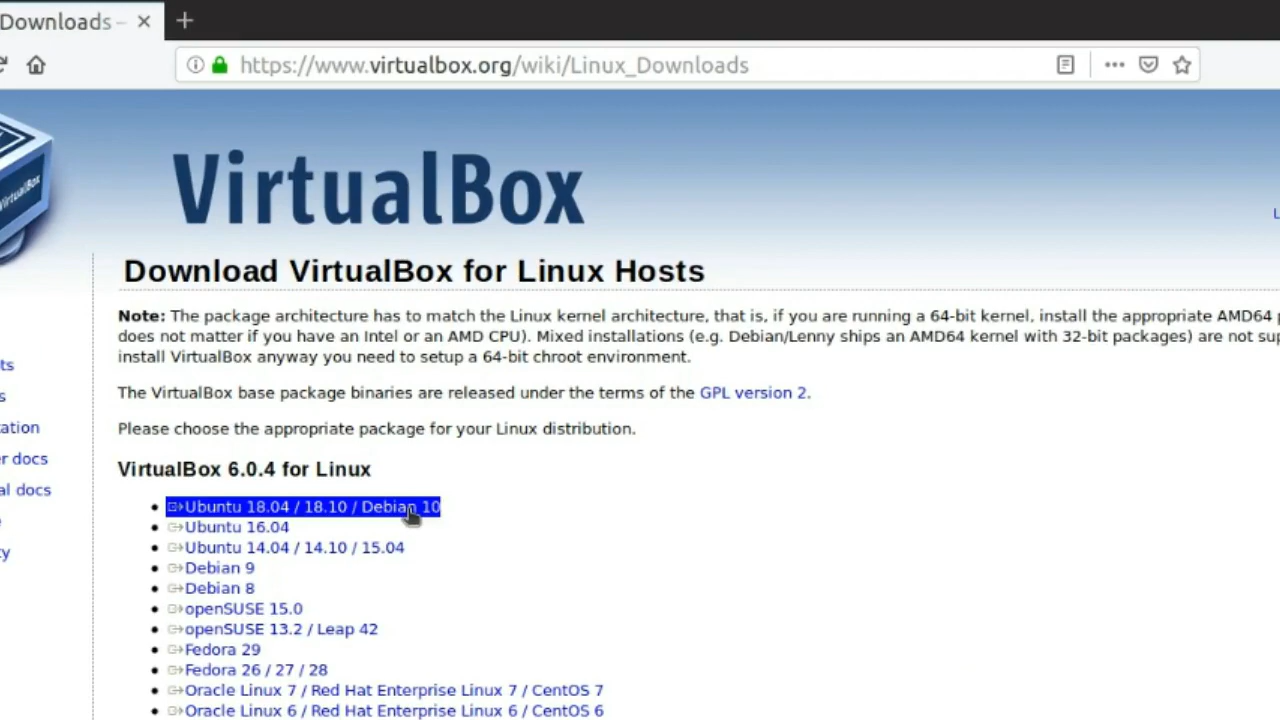 Downloads –
https://www.virtualbox.org/wiki/Linux_Downloads
VirtualBox
VirtualBox
Download VirtualBox for Linux Hosts
Note: The package architecture has to match the Linux kernel architecture, that is, if you are running a 64-bit kernel, install the appropriate AMD64
does not matter if you have an Intel or an AMD CPU). Mixed installations (e.g. Debian/Lenny ships an AMD64 kernel with 32-bit packages) are not
install VirtualBox anyway you need to setup a 64-bit chroot environment.
The VirtualBox base package binaries are released under the terms of the GPL version 2.
Please choose the appropriate package for your Linux distribution.
VirtualBox 6.0.4 for Linux
Ubuntu 18.04 / 18.10 / Debian 10
Ubuntu 16.04
Ubuntu 14.04 / 14.10 / 15.04
Debian 9
Debian 8
openSUSE 15.0
openSUSE 13.2 / Leap 42
Fedora 29
Fedora 26 / 27 / 28
Oracle Linux 7 / Red Hat Enterprise Linux 7 / CentOS 7
Oracle Linux 6 / Red Hat Enterprise Linux 6 / CentOS 6
docs
docs